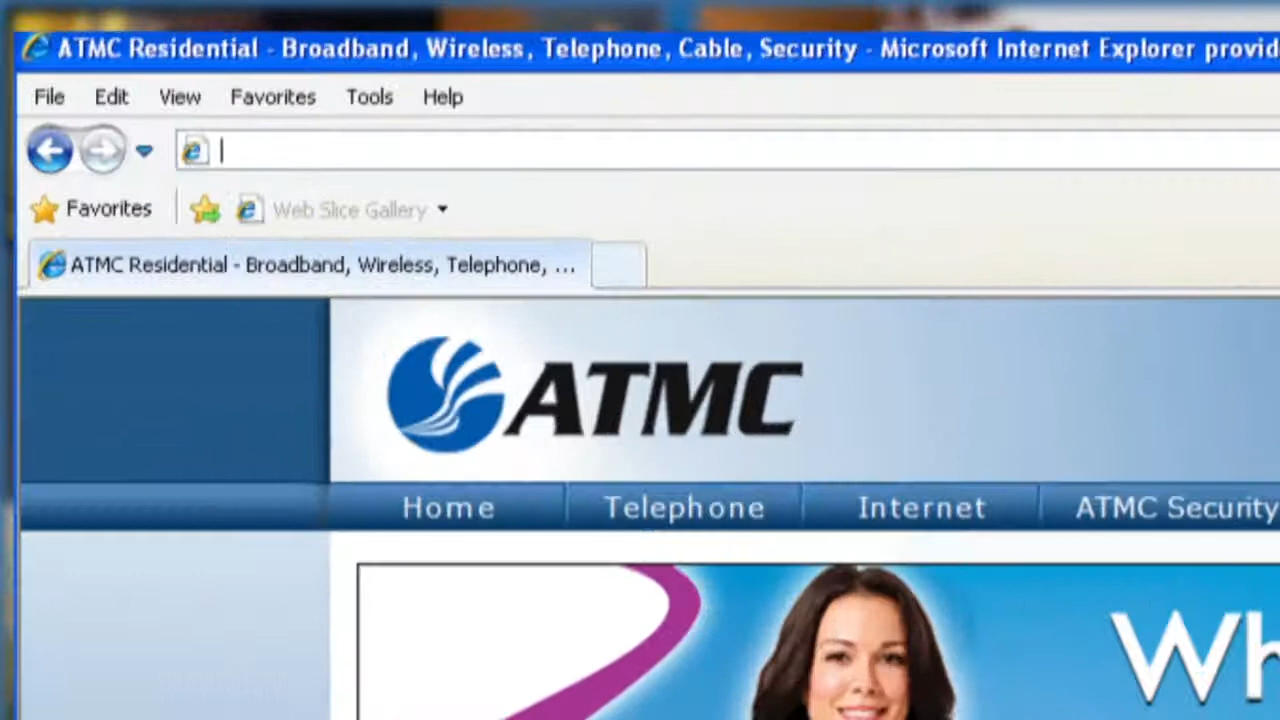 ATMC Residential - Broadband, Wireless, Telephone, Cable, Security - Microsoft Internet Explorer provid
File Edit View Favorites Tools Help
Favorites Web Slice Gallery
ATMC Residential - Broadband, Wireless, Telephone, ...
ATMC
Home Telephone Internet ATMC Security
Wh